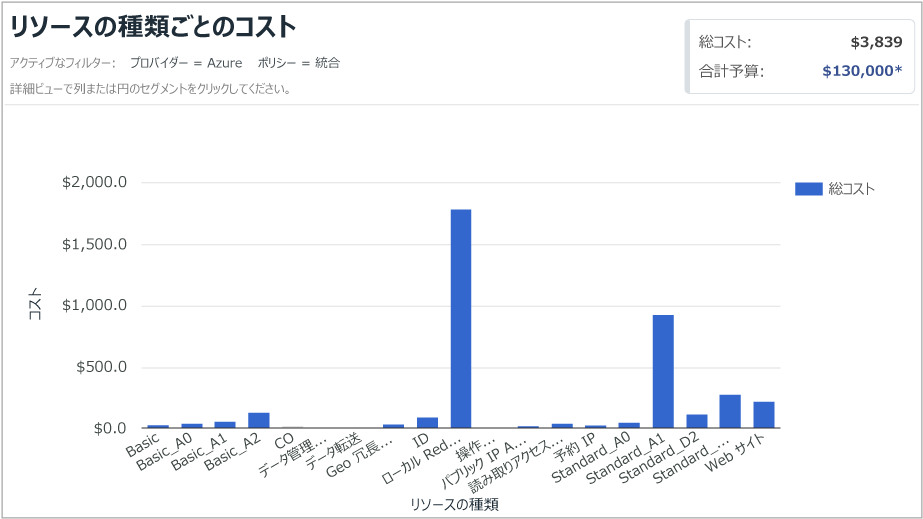 リソースの種類ごとのコスト
アクティブなフィルター: プロバイダー = Azure ポリシー = 統合
詳細ビューで列または円のセグメントをクリックしてください。
総コスト: $3,839
合計予算: $130,000*
$2,000.0
$1,500.0
$1,000.0
$500.0
$0.0
コスト
総コスト
Basic
Basic_A0
Basic_A1
Basic_A2
CO
データ管理...
データ転送
Geo 冗長...
ID
ローカル Red...
操作...
パブリック IP A...
読み取りアクセス...
予約 IP
Standard_A0
Standard_A1
Standard_D2
Standard_...
Web サイト
リソースの種類